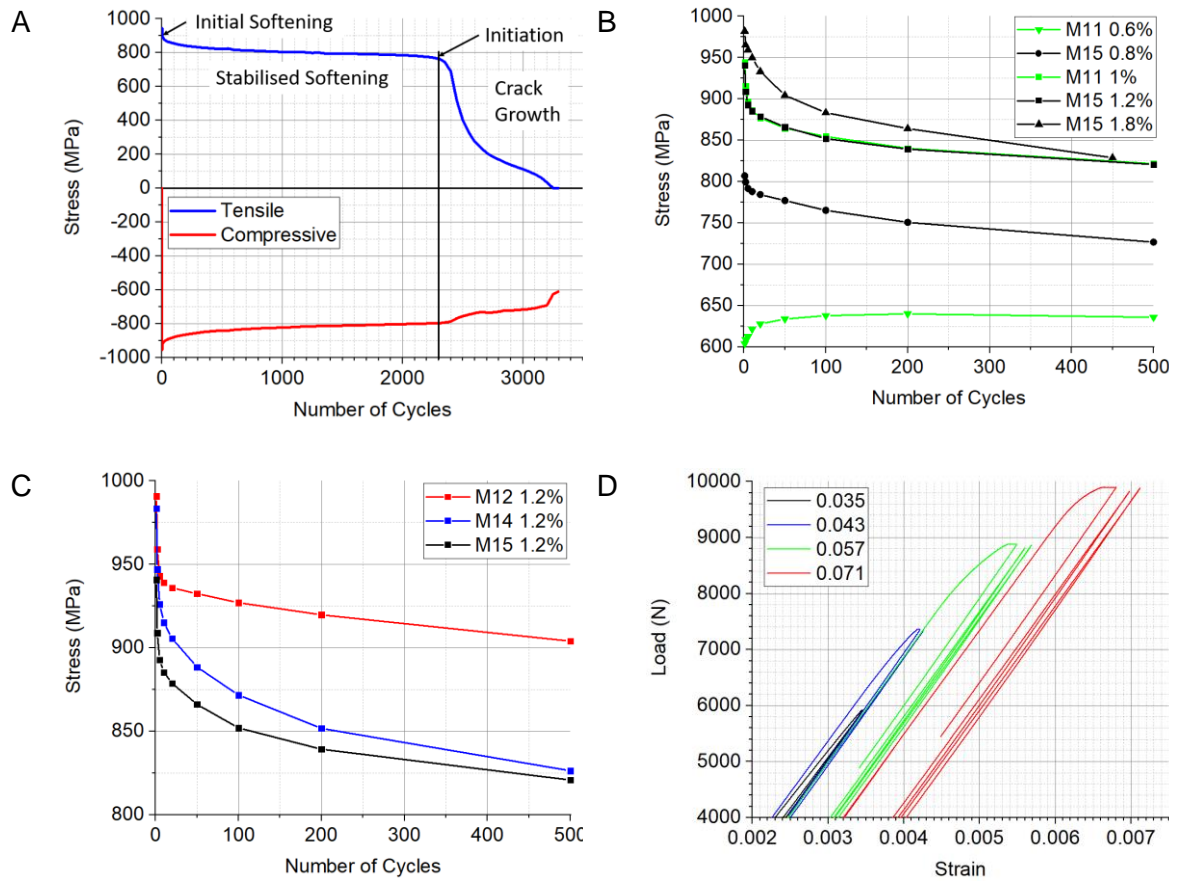 A
1000
800
600
400
200
0
-200
-400
-600
-800
-1000
Stress (MPa)
Initial Softening
Initiation
Stabilised Softening
Crack
Growth
Tensile
Compressive
0
1000
2000
3000
Number of Cycles
B
1000
950
900
850
800
750
700
650
600
Stress (MPa)
M11 0.6%
M15 0.8%
M11 1%
M15 1.2%
M15 1.8%
0
100
200
300
400
500
Number of Cycles
C
1000
950
900
850
800
Stress (MPa)
M12 1.2%
M14 1.2%
M15 1.2%
0
100
200
300
400
500
Number of Cycles
D
10000
9000
8000
7000
6000
5000
4000
Load (N)
0.035
0.043
0.057
0.071
0.002
0.003
0.004
0.005
0.006
0.007
Strain